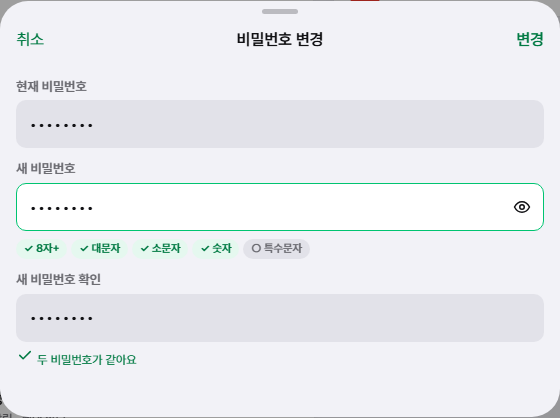 취소 비밀번호 변경 변경
현재 비밀번호
••••••••
새 비밀번호
••••••••
✓ 8자+ ✓ 대문자 ✓ 소문자 ✓ 숫자 ○ 특수문자
새 비밀번호 확인
••••••••
✓ 두 비밀번호가 같아요